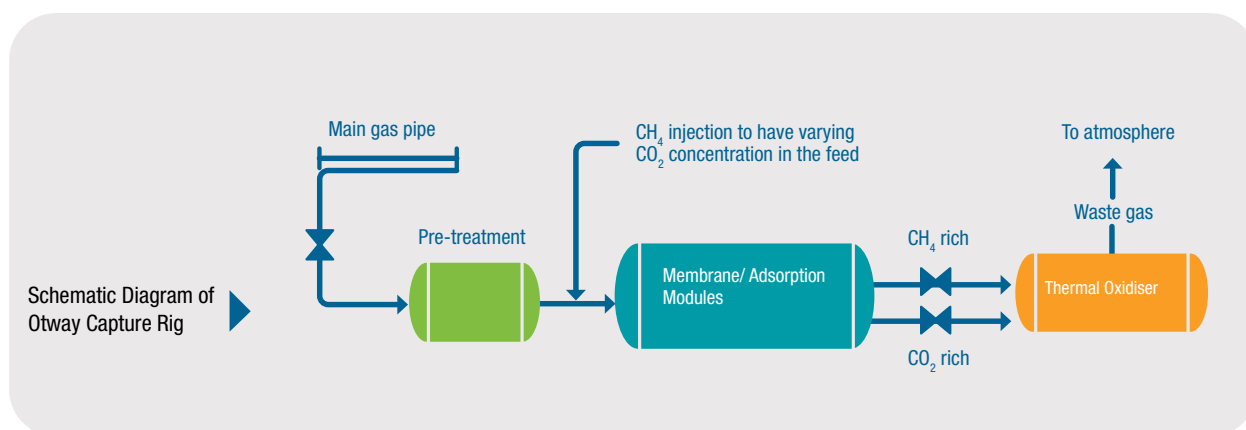 Main gas pipe
CH₄ injection to have varying
CO₂ concentration in the feed
To atmosphere
Pre-treatment
Waste gas
CH₄ rich
Membrane/ Adsorption
Modules
Thermal Oxidiser
Schematic Diagram of
Otway Capture Rig
CO₂ rich